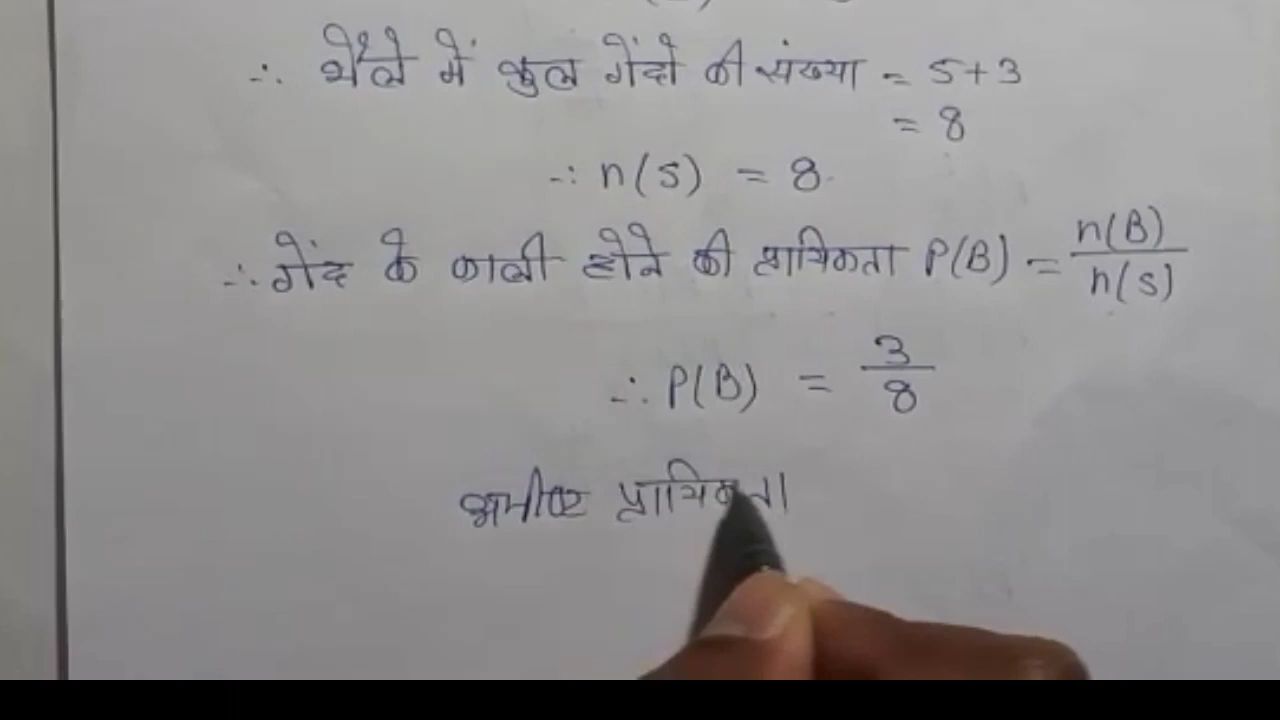 ∴ थैले में कुल गेंदो की संख्या = 5+3
= 8
∴ n(s) = 8
∴ गेंद के काली होने की प्रायिकता P(B) = n(B)/n(s)
∴ P(B) = 3/8
अभीष्ट प्रायिकता